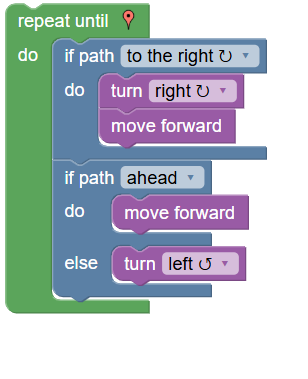 repeat until
do if path to the right ↻
do turn right ↻
move forward
if path ahead
do move forward
else turn left ↺